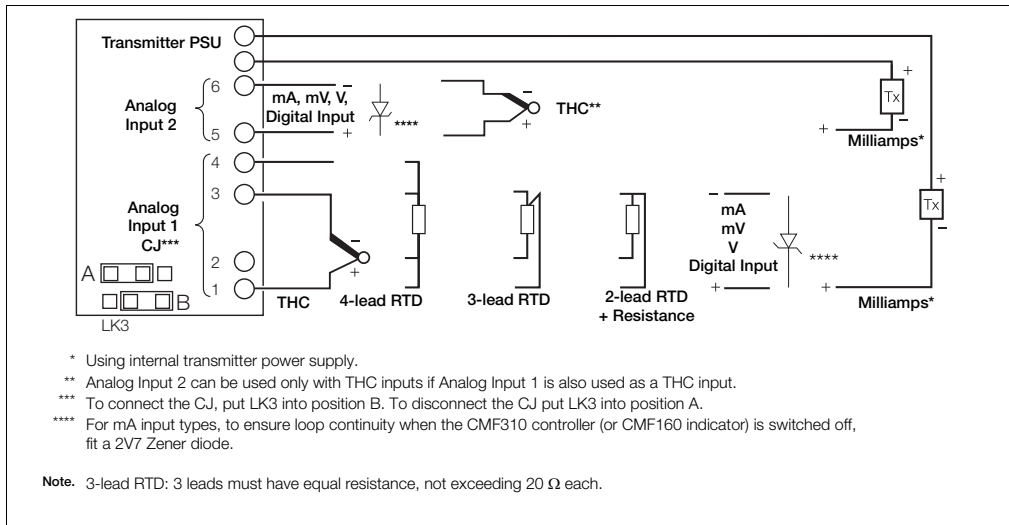 Transmitter PSU
Analog
Input 2
6
5
mA, mV, V,
Digital Input
–
+
****
–
+
THC**
+
Tx
–
+
Milliamps*
Analog
Input 1
CJ***
4
3
2
1
A
B
LK3
–
+
THC
4-lead RTD
3-lead RTD
2-lead RTD
+ Resistance
–
mA
mV
V
Digital Input
+
****
+
Tx
–
+
Milliamps*
* Using internal transmitter power supply.
** Analog Input 2 can be used only with THC inputs if Analog Input 1 is also used as a THC input.
*** To connect the CJ, put LK3 into position B. To disconnect the CJ put LK3 into position A.
**** For mA input types, to ensure loop continuity when the CMF310 controller (or CMF160 indicator) is switched off,
fit a 2V7 Zener diode.
Note. 3-lead RTD: 3 leads must have equal resistance, not exceeding 20 Ω each.